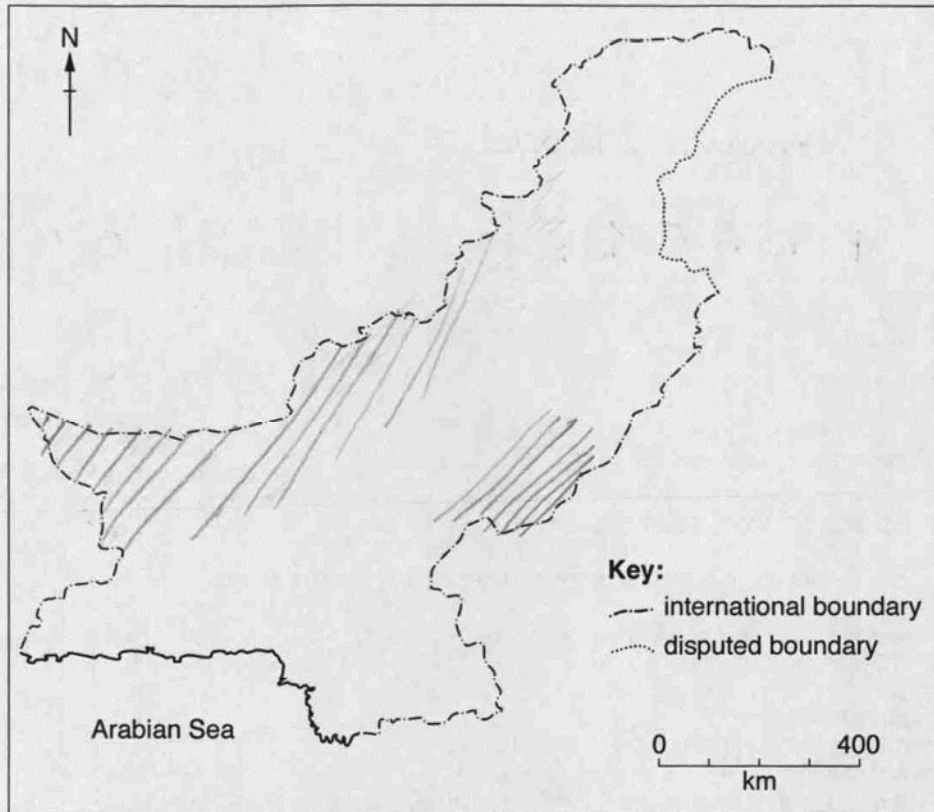 N
Key:
international boundary
disputed boundary
Arabian Sea
0 400
km